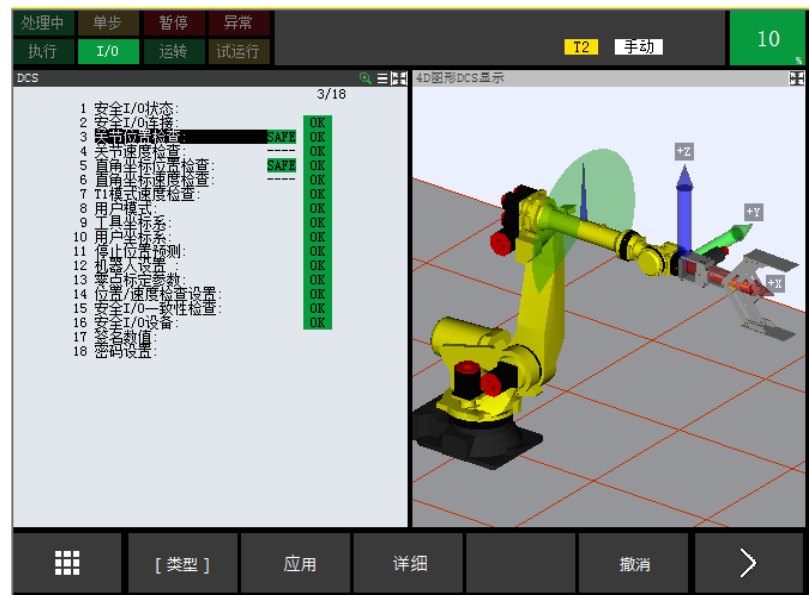 处理中 单步 暂停 异常
执行 I/O 运转 试运行
T2 手动
10
%
DCS
4D图形DCS显示
3/18
1 安全I/O状态:
2 安全I/O连接: OK
3 关节位置检查: SAFE OK
4 关节速度检查: ---- OK
5 直角坐标位置检查: SAFE OK
6 直角坐标速度检查: ---- OK
7 T1模式速度检查: OK
8 用户模式: OK
9 工具坐标系: OK
10 用户坐标系: OK
11 停止位置预测: OK
12 机器人设置 : OK
13 零点标定参数: OK
14 位置/速度检查设置: OK
15 安全I/O一致性检查: OK
16 安全I/O设备: OK
17 签名数值:
18 密码设置:
+Z
+Y
+X
[ 类型 ] 应用 详细 撤消